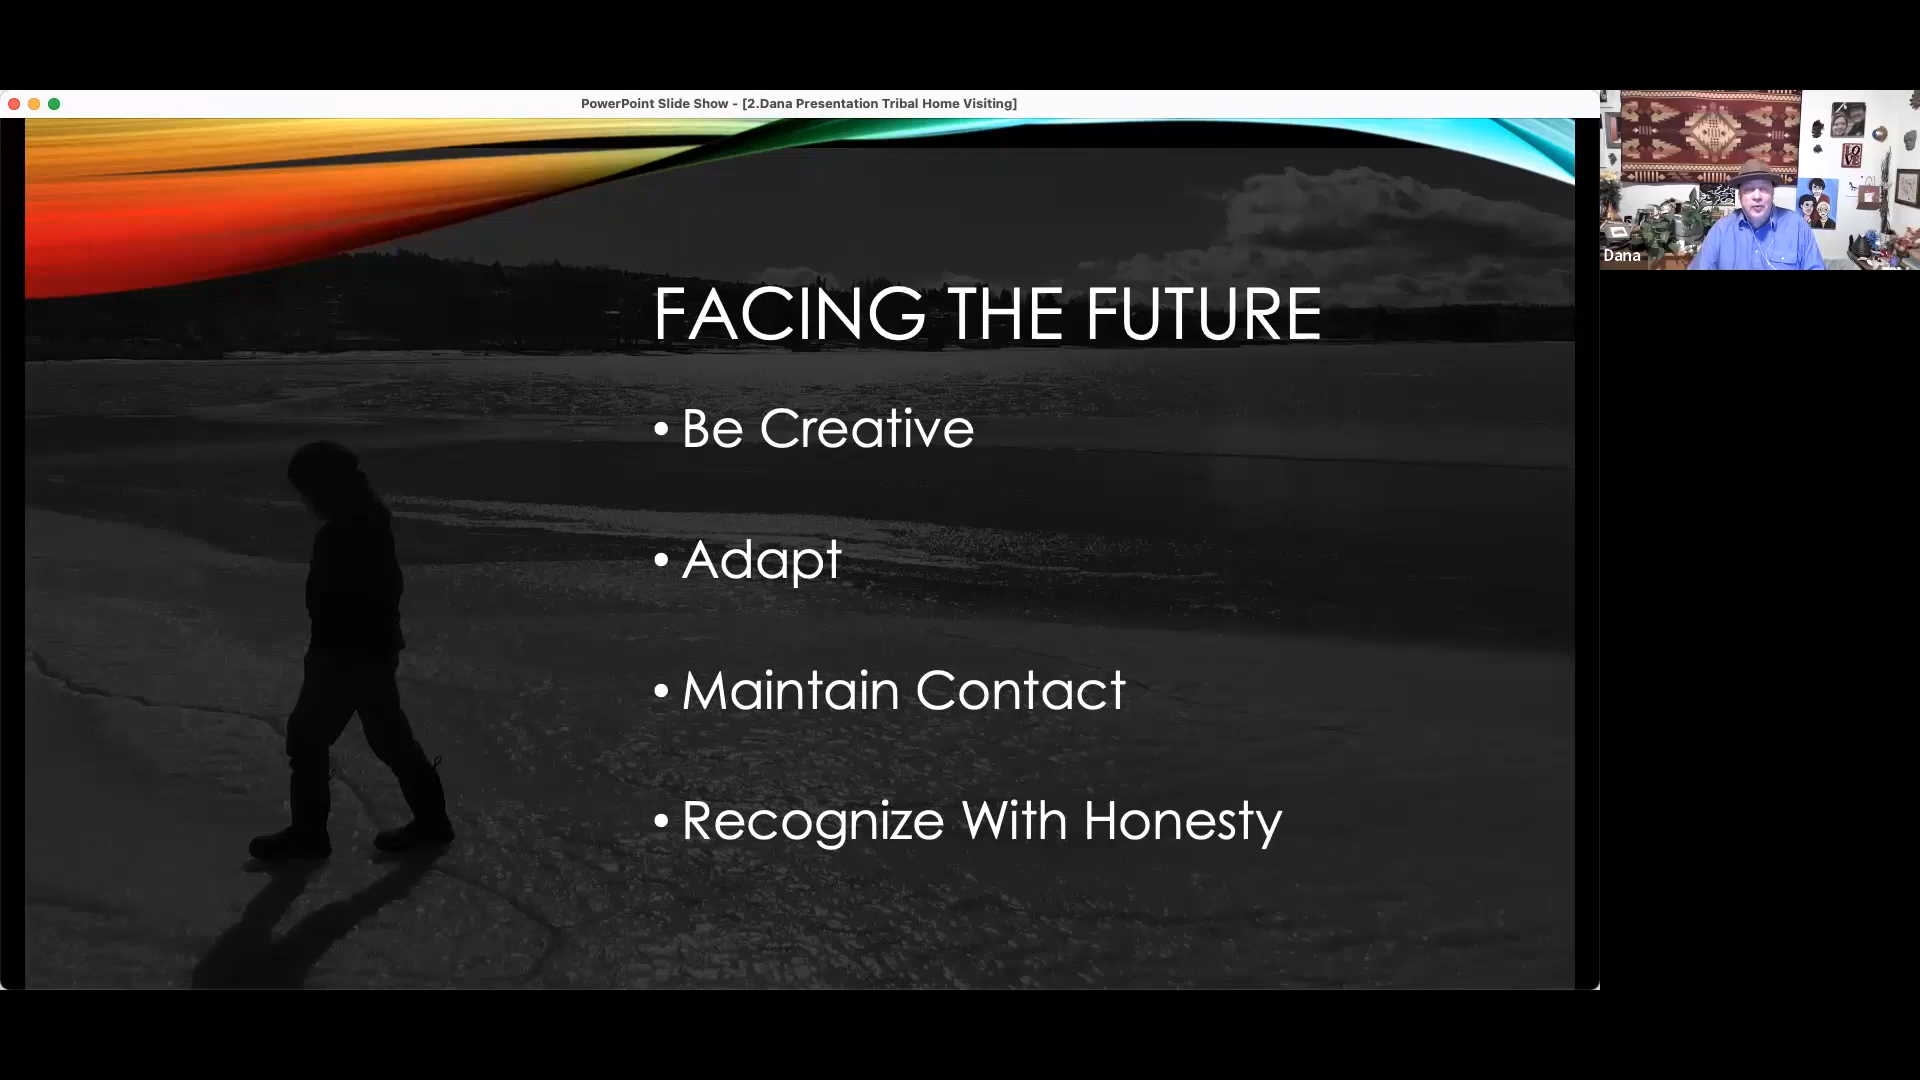 PowerPoint Slide Show - [2.Dana Presentation Tribal Home Visiting]
FACING THE FUTURE
• Be Creative
• Adapt
• Maintain Contact
• Recognize With Honesty
Dana
LOVE